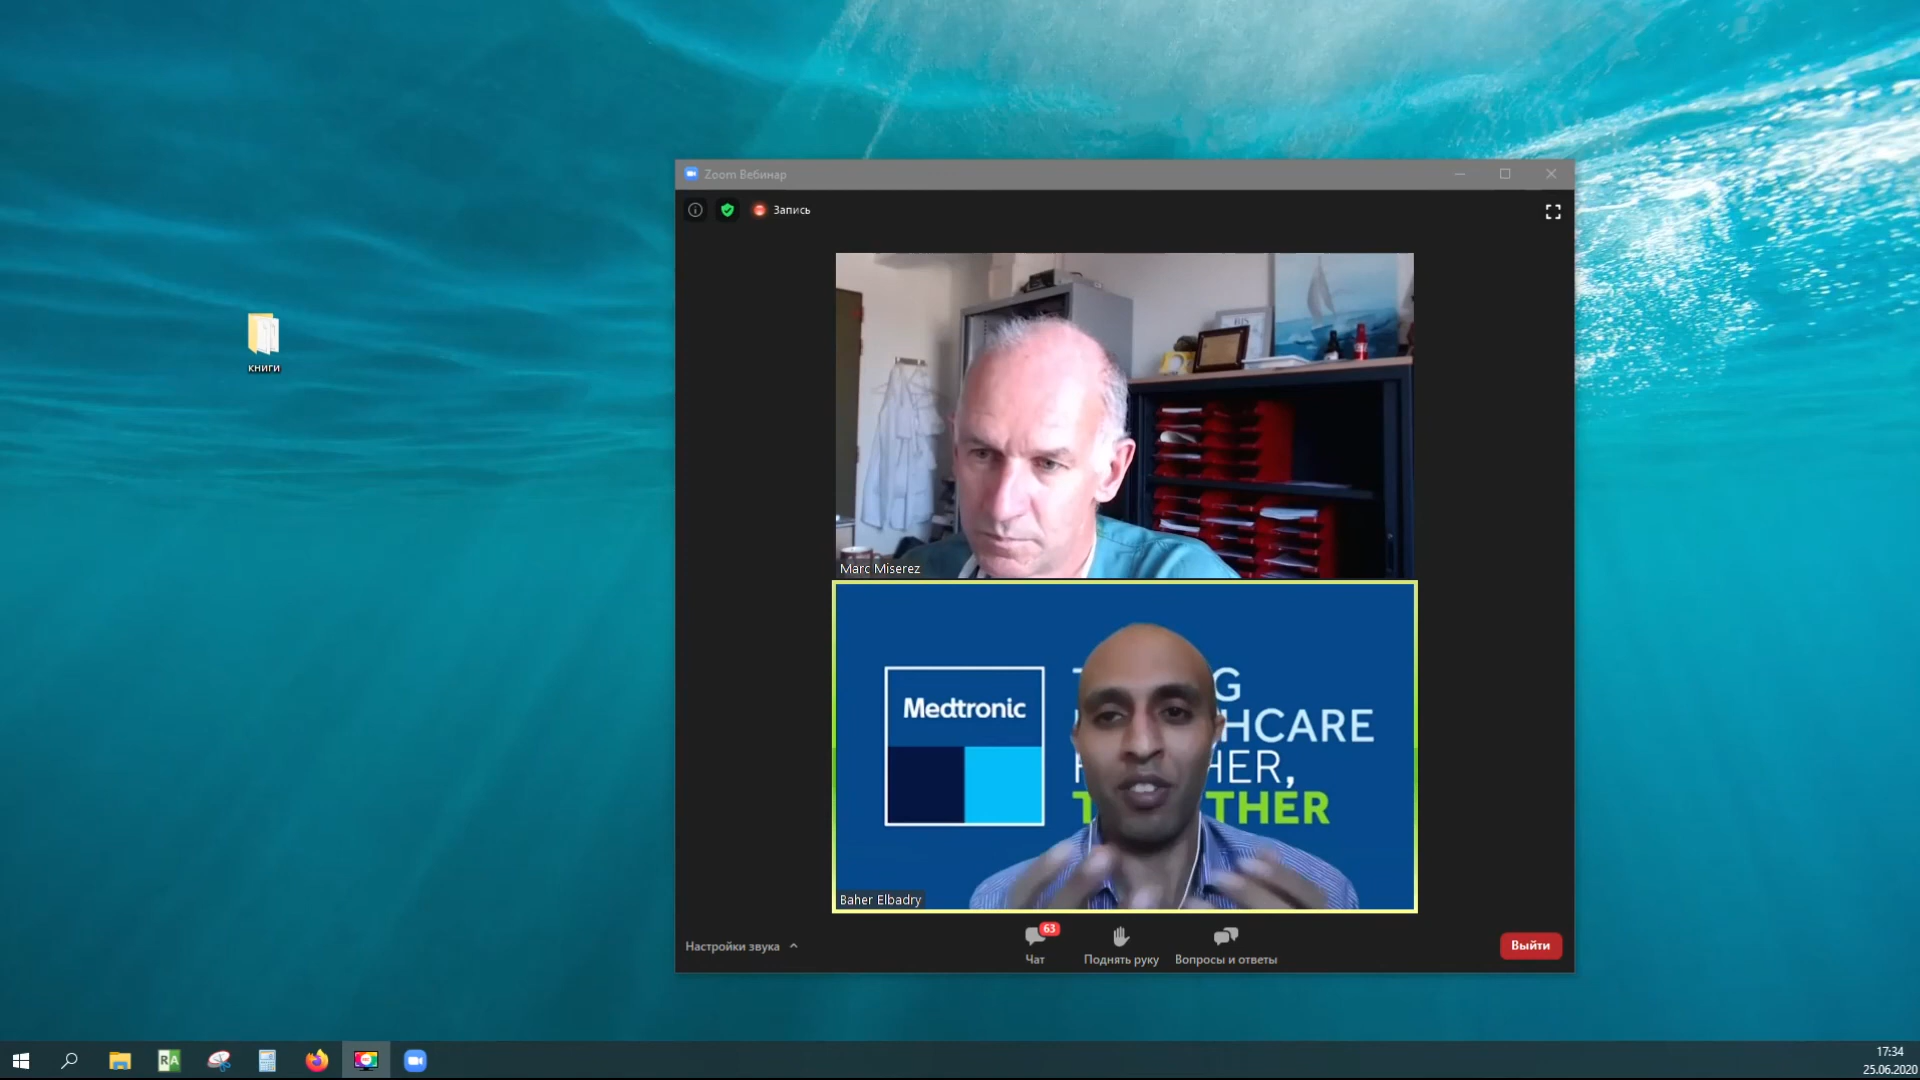 Zoom Вебинар
Запись
книги
Marc Miserez
Medtronic
HCARE
THER
Baher Elbadry
63
Чат
Поднять руку
Вопросы и ответы
Настройки звука
Выйти
RA
17:34
25.06.2020